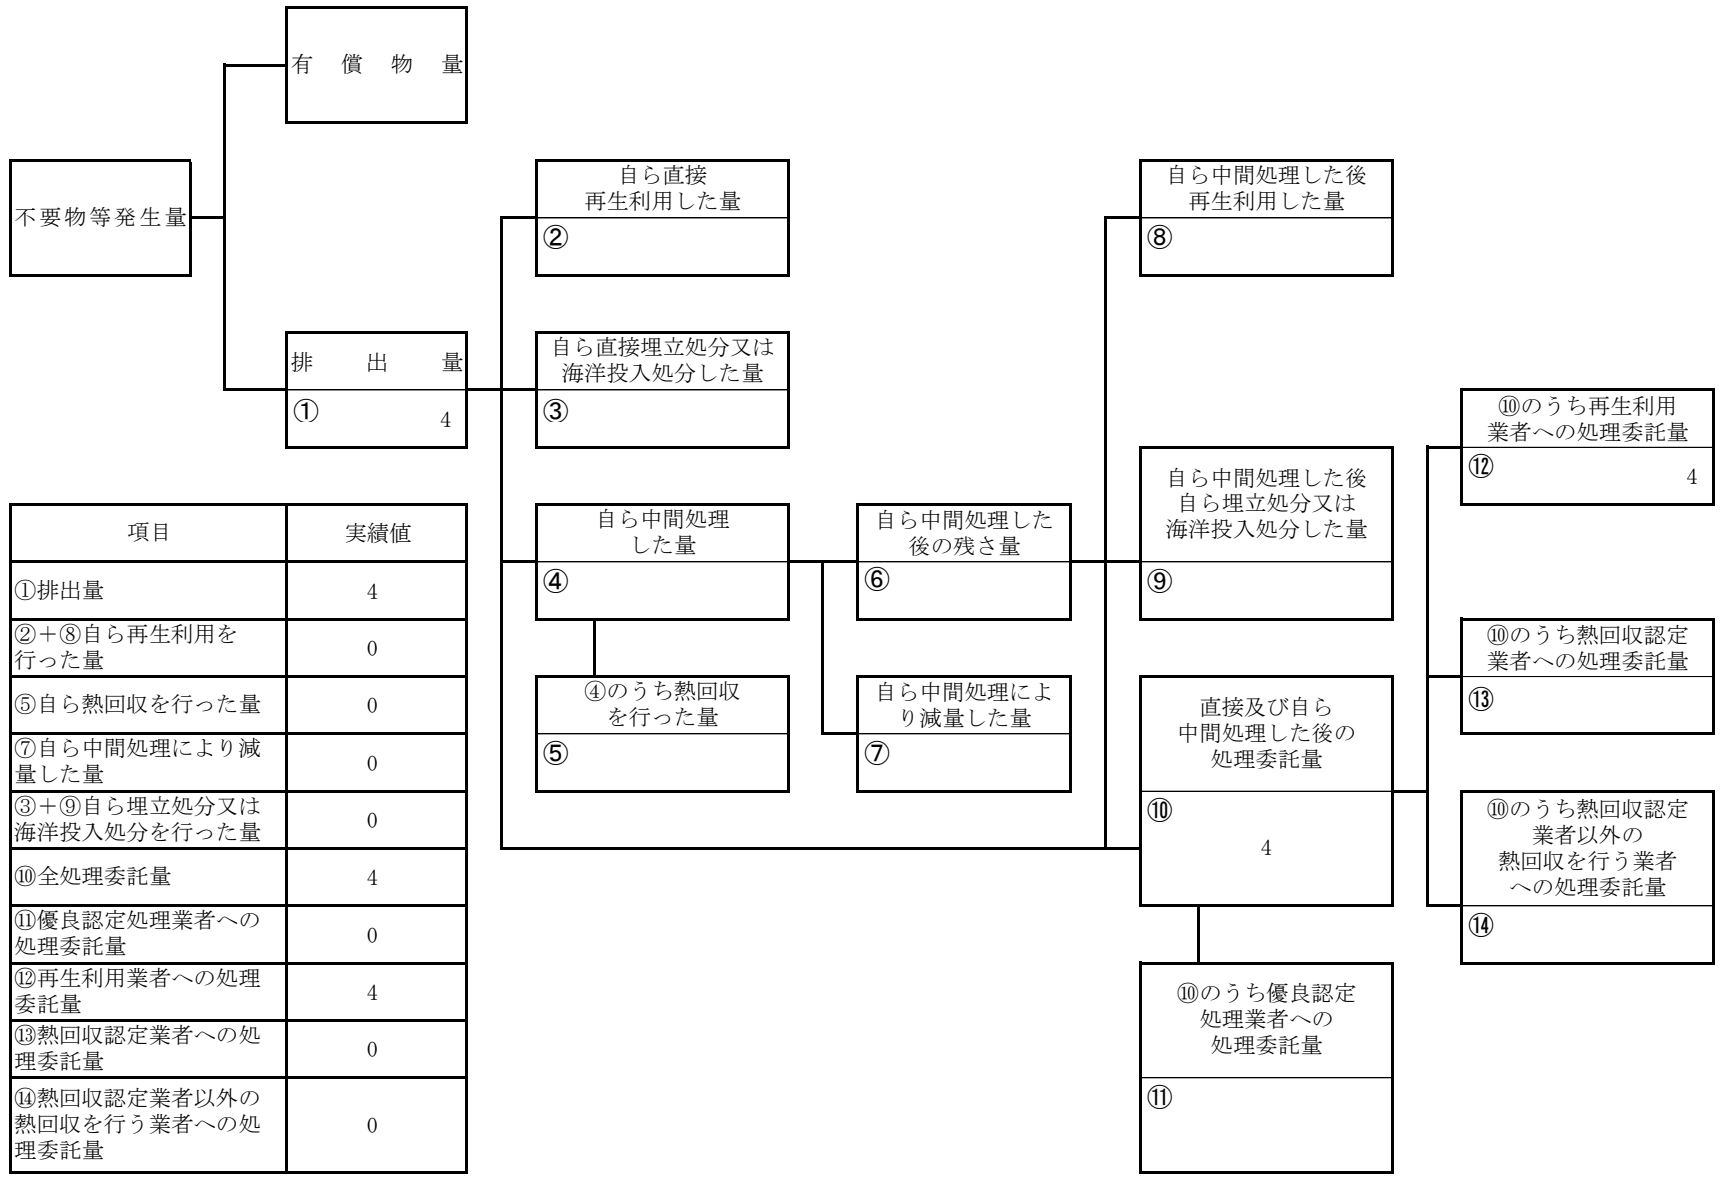 有償物量
不要物等発生量
排出量
①
4
自ら直接
再生利用した量
②
自ら直接埋立処分又は
海洋投入処分した量
③
自ら中間処理
した量
④
④のうち熱回収
を行った量
⑤
自ら中間処理した
後の残さ量
⑥
自ら中間処理によ
り減量した量
⑦
自ら中間処理した後
再生利用した量
⑧
自ら中間処理した後
自ら埋立処分又は
海洋投入処分した量
⑨
直接及び自ら
中間処理した後の
処理委託量
⑩
4
⑩のうち優良認定
処理業者への
処理委託量
⑪
⑩のうち再生利用
業者への処理委託量
⑫
4
⑩のうち熱回収認定
業者への処理委託量
⑬
⑩のうち熱回収認定
業者以外の
熱回収を行う業者
への処理委託量
⑭
項目 実績値
①排出量 4
②＋⑧自ら再生利用を
行った量 0
⑤自ら熱回収を行った量 0
⑦自ら中間処理により減
量した量 0
③＋⑨自ら埋立処分又は
海洋投入処分を行った量 0
⑩全処理委託量 4
⑪優良認定処理業者への
処理委託量 0
⑫再生利用業者への処理
委託量 4
⑬熱回収認定業者への処
理委託量 0
⑭熱回収認定業者以外の
熱回収を行う業者への処 0
理委託量